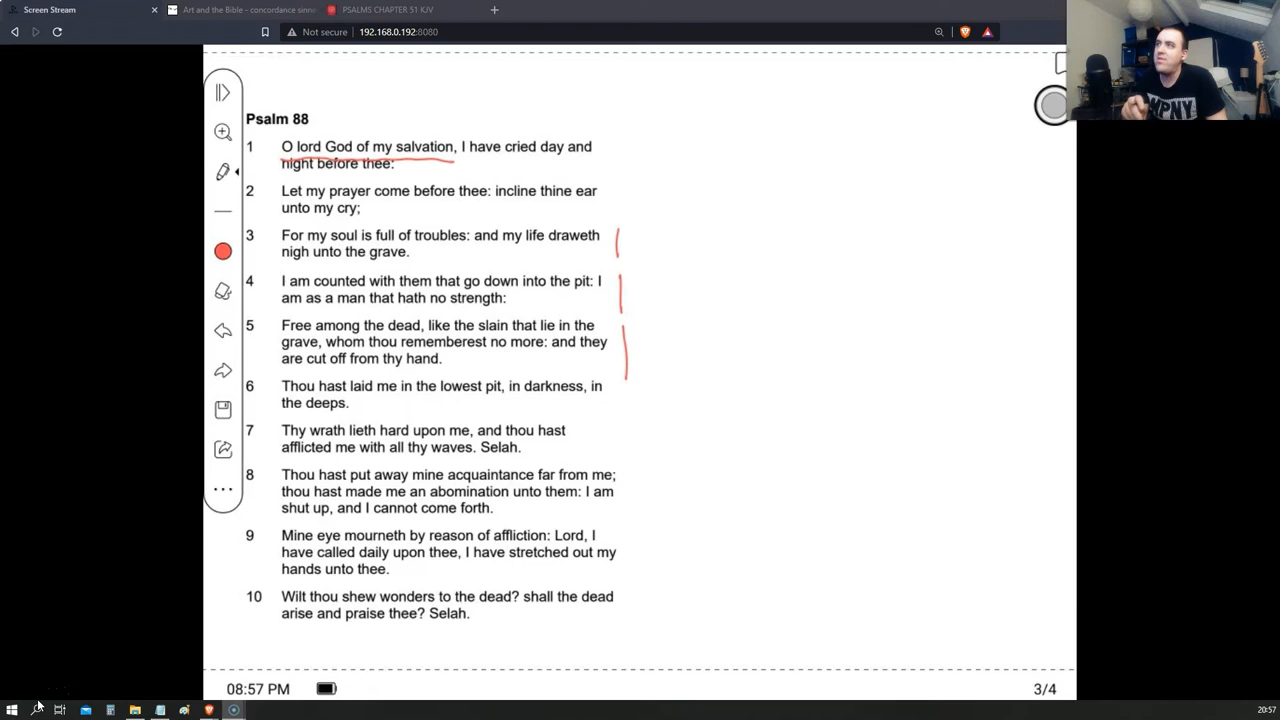 Screen Stream
Art and the Bible - concordance sinn
PSALMS CHAPTER 51 KJV
Not secure
192.168.0.192:8080
Psalm 88
1 O lord God of my salvation, I have cried day and
night before thee:
2 Let my prayer come before thee: incline thine ear
unto my cry;
3 For my soul is full of troubles: and my life draweth
nigh unto the grave.
4 I am counted with them that go down into the pit: I
am as a man that hath no strength:
5 Free among the dead, like the slain that lie in the
grave, whom thou rememberest no more: and they
are cut off from thy hand.
6 Thou hast laid me in the lowest pit, in darkness, in
the deeps.
7 Thy wrath lieth hard upon me, and thou hast
afflicted me with all thy waves. Selah.
8 Thou hast put away mine acquaintance far from me;
thou hast made me an abomination unto them: I am
shut up, and I cannot come forth.
9 Mine eye mourneth by reason of affliction: Lord, I
have called daily upon thee, I have stretched out my
hands unto thee.
10 Wilt thou shew wonders to the dead? shall the dead
arise and praise thee? Selah.
08:57 PM
3/4
20:57